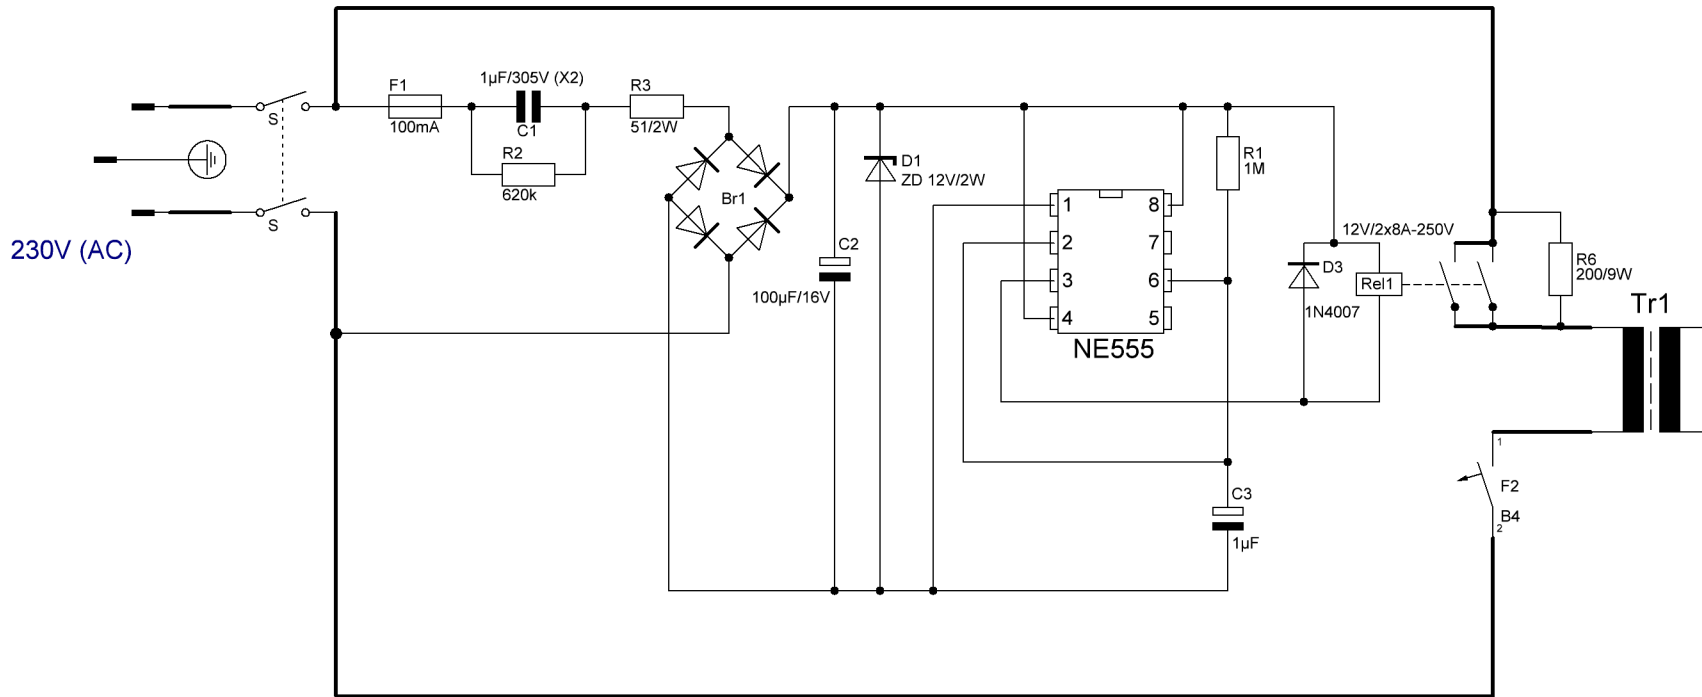 230V (AC)
S
S
F1
100mA
1µF/305V (X2)
C1
R2
620k
R3
51/2W
Br1
C2
100µF/16V
D1
ZD 12V/2W
1
2
3
4
8
7
6
5
NE555
R1
1M
C3
1µF
D3
1N4007
12V/2x8A-250V
Rel1
R6
200/9W
Tr1
1
F2
B4
2